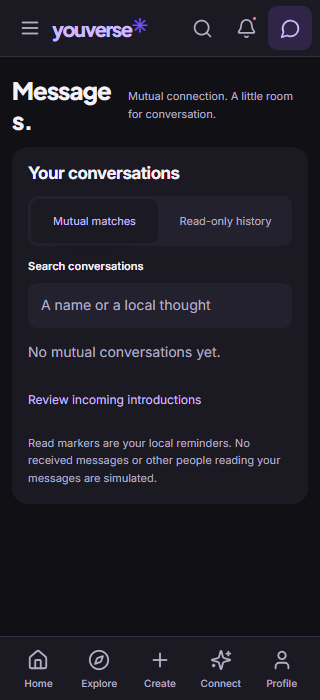 youverse
Message
s.
Mutual connection. A little room
for conversation.
Your conversations
Mutual matches
Read-only history
Search conversations
A name or a local thought
No mutual conversations yet.
Review incoming introductions
Read markers are your local reminders. No
received messages or other people reading your
messages are simulated.
Home
Explore
Create
Connect
Profile